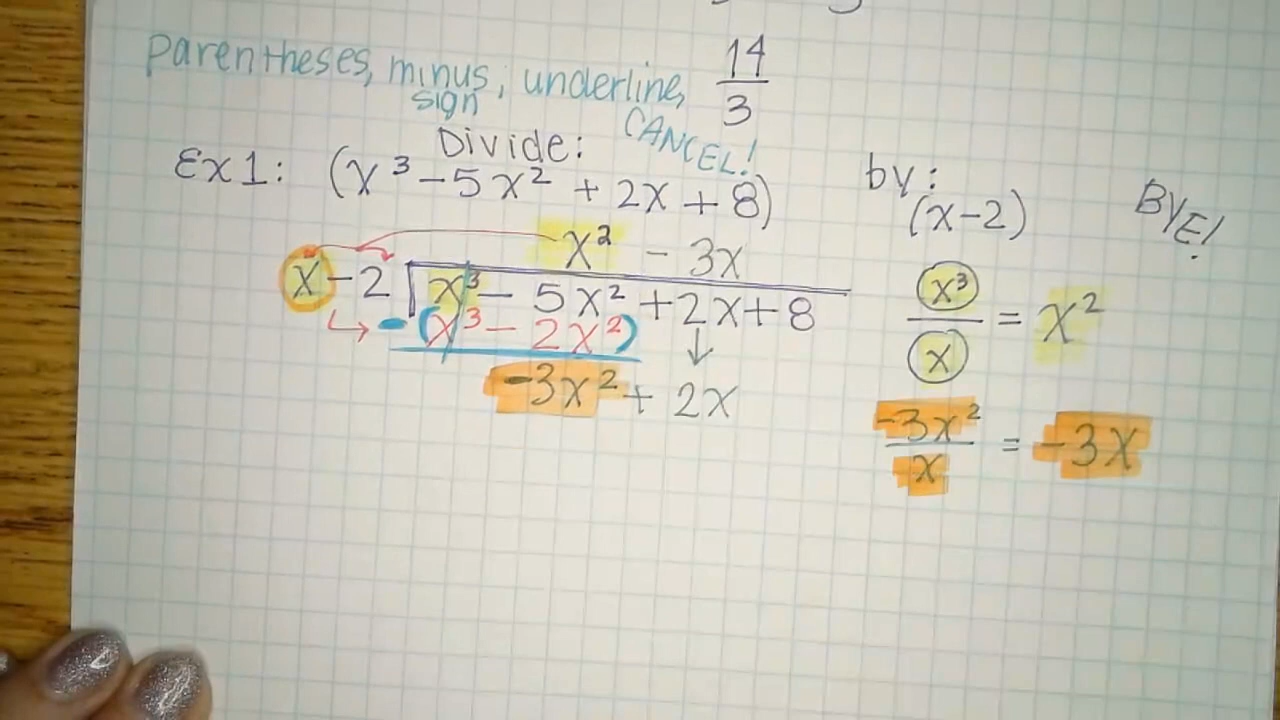 parentheses, minus sign, underline, CANCEL!
14/3
Divide: by:
Ex1: (x³ - 5x² + 2x + 8) (x-2)
BYE!
x² - 3x
x - 2 x³ - 5x² + 2x + 8
x³/x = x²
- (x³ - 2x²)
-3x² + 2x
-3x²/x = -3x